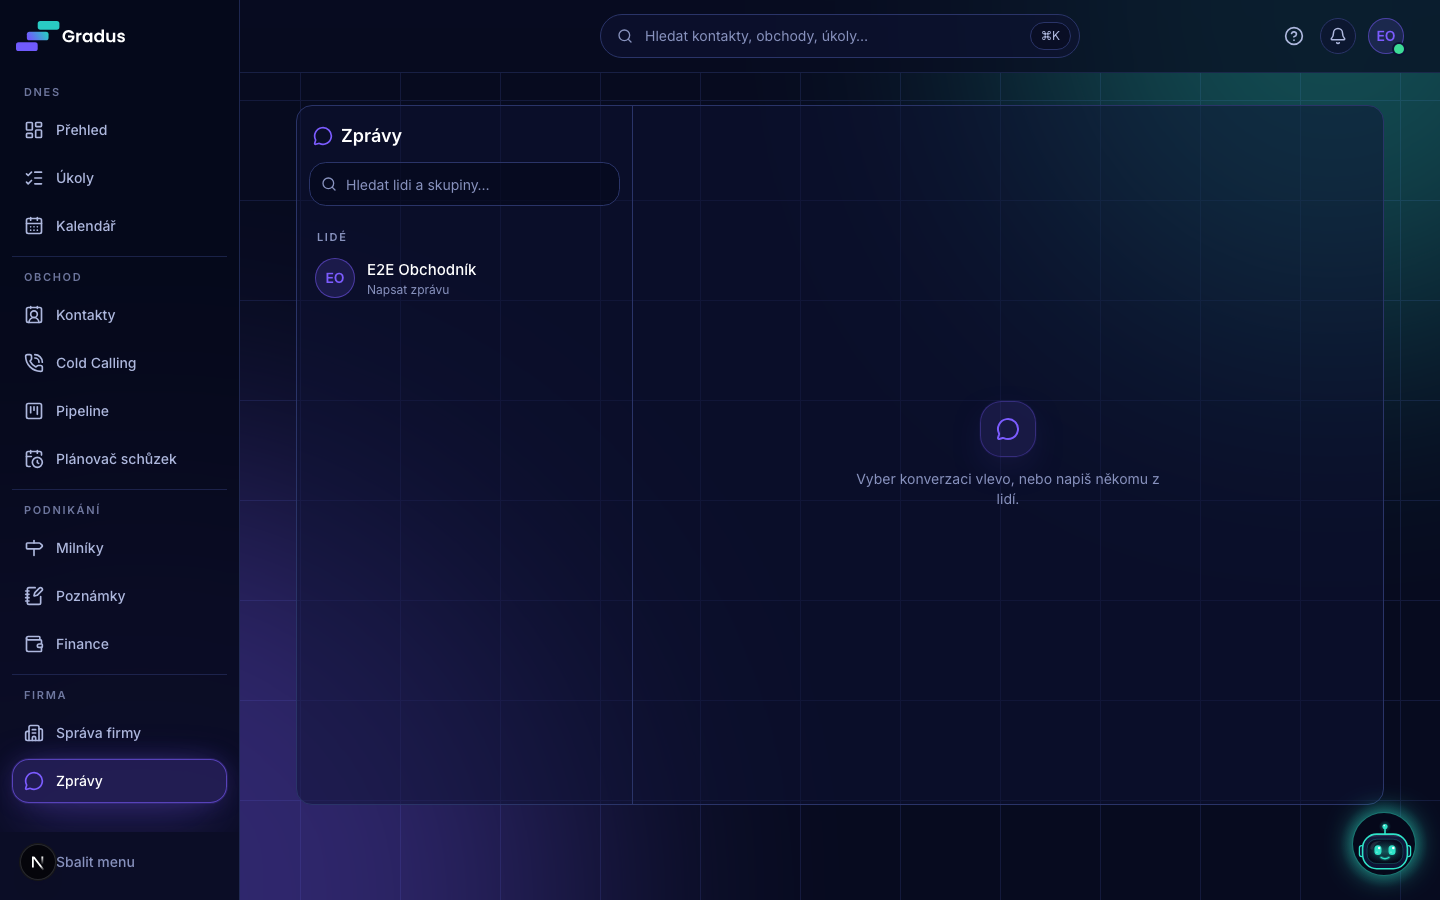 Gradus
Hledat kontakty, obchody, úkoly...
⌘K
EO
DNES
Přehled
Úkoly
Kalendář
OBCHOD
Kontakty
Cold Calling
Pipeline
Plánovač schůzek
PODNIKÁNÍ
Milníky
Poznámky
Finance
FIRMA
Správa firmy
Zprávy
N
Sbalit menu
Zprávy
Hledat lidi a skupiny...
LIDÉ
EO
E2E Obchodník
Napsat zprávu
Vyber konverzaci vlevo, nebo napiš někomu z
lidí.